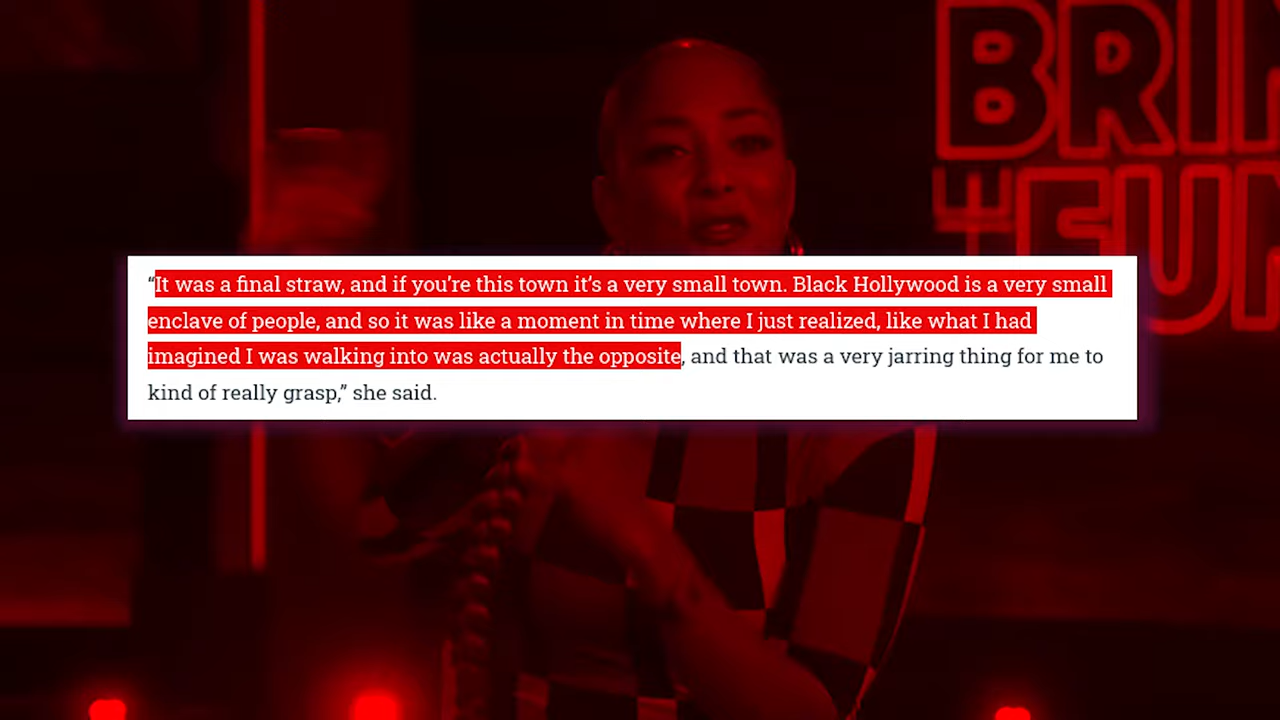 BRI
THE
FUN
“It was a final straw, and if you’re this town it’s a very small town. Black Hollywood is a very small
enclave of people, and so it was like a moment in time where I just realized, like what I had
imagined I was walking into was actually the opposite, and that was a very jarring thing for me to
kind of really grasp,” she said.